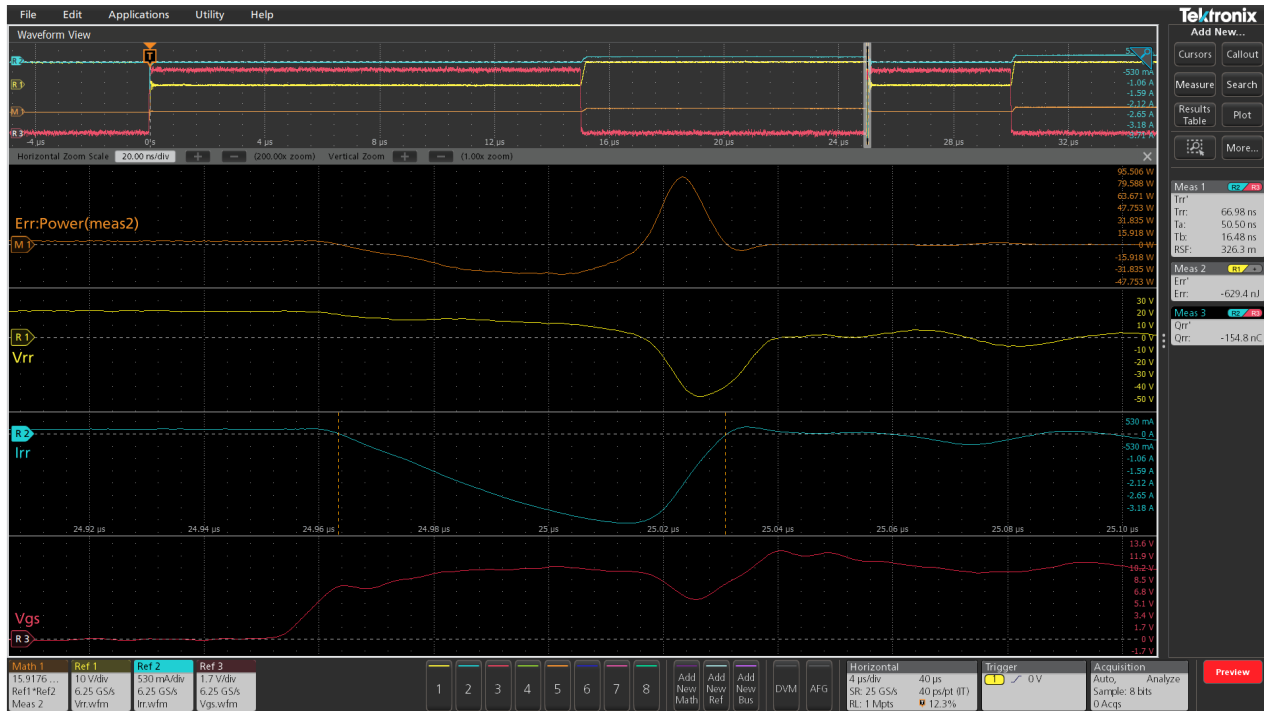 File Edit Applications Utility Help
Tektronix
Waveform View
Add New...
Cursors Callout
Measure Search
Results Table Plot
More...
T
R 1
M 1
R 3
-530 mA
-1.06 A
-1.59 A
-2.12 A
-2.65 A
-3.18 A
-3.71 A
-4 µs 0 s 4 µs 8 µs 12 µs 16 µs 20 µs 24 µs 28 µs 32 µs
Horizontal Zoom Scale 20.00 ns/div + − (200.00x zoom) Vertical Zoom + − (1.00x zoom)
95.506 W
79.588 W
63.671 W
47.753 W
31.835 W
15.918 W
0 W
-15.918 W
-31.835 W
-47.753 W
Err:Power(meas2)
M 1
30 V
20 V
10 V
0 V
-10 V
-20 V
-30 V
-40 V
-50 V
R 1
Vrr
530 mA
0 A
-530 mA
-1.06 A
-1.59 A
-2.12 A
-2.65 A
-3.18 A
R 2
Irr
24.92 µs 24.94 µs 24.96 µs 24.98 µs 25 µs 25.02 µs 25.04 µs 25.06 µs 25.08 µs 25.10 µs
13.6 V
11.9 V
10.2 V
8.5 V
6.8 V
5.1 V
3.4 V
1.7 V
0 V
-1.7 V
Vgs
R 3
Meas 1 R2 R3
Trr'
Trr: 66.98 ns
Ta: 50.50 ns
Tb: 16.48 ns
RSF: 326.3 m
Meas 2 R1
Err'
Err: -629.4 nJ
Meas 3 R2 R3
Qrr'
Qrr: -154.8 nC
Math 1
15.9176 ...
Ref1*Ref2
Meas 2
Ref 1
10 V/div
6.25 GS/s
Vrr.wfm
Ref 2
530 mA/div
6.25 GS/s
Irr.wfm
Ref 3
1.7 V/div
6.25 GS/s
Vgs.wfm
1 2 3 4 5 6 7 8
Add New Math
Add New Ref
Add New Bus
DVM AFG
Horizontal
4 µs/div 40 µs
SR: 25 GS/s 40 ps/pt (IT)
RL: 1 Mpts 12.3%
Trigger
1 0 V
Acquisition
Auto, Analyze
Sample: 8 bits
0 Acqs
Preview